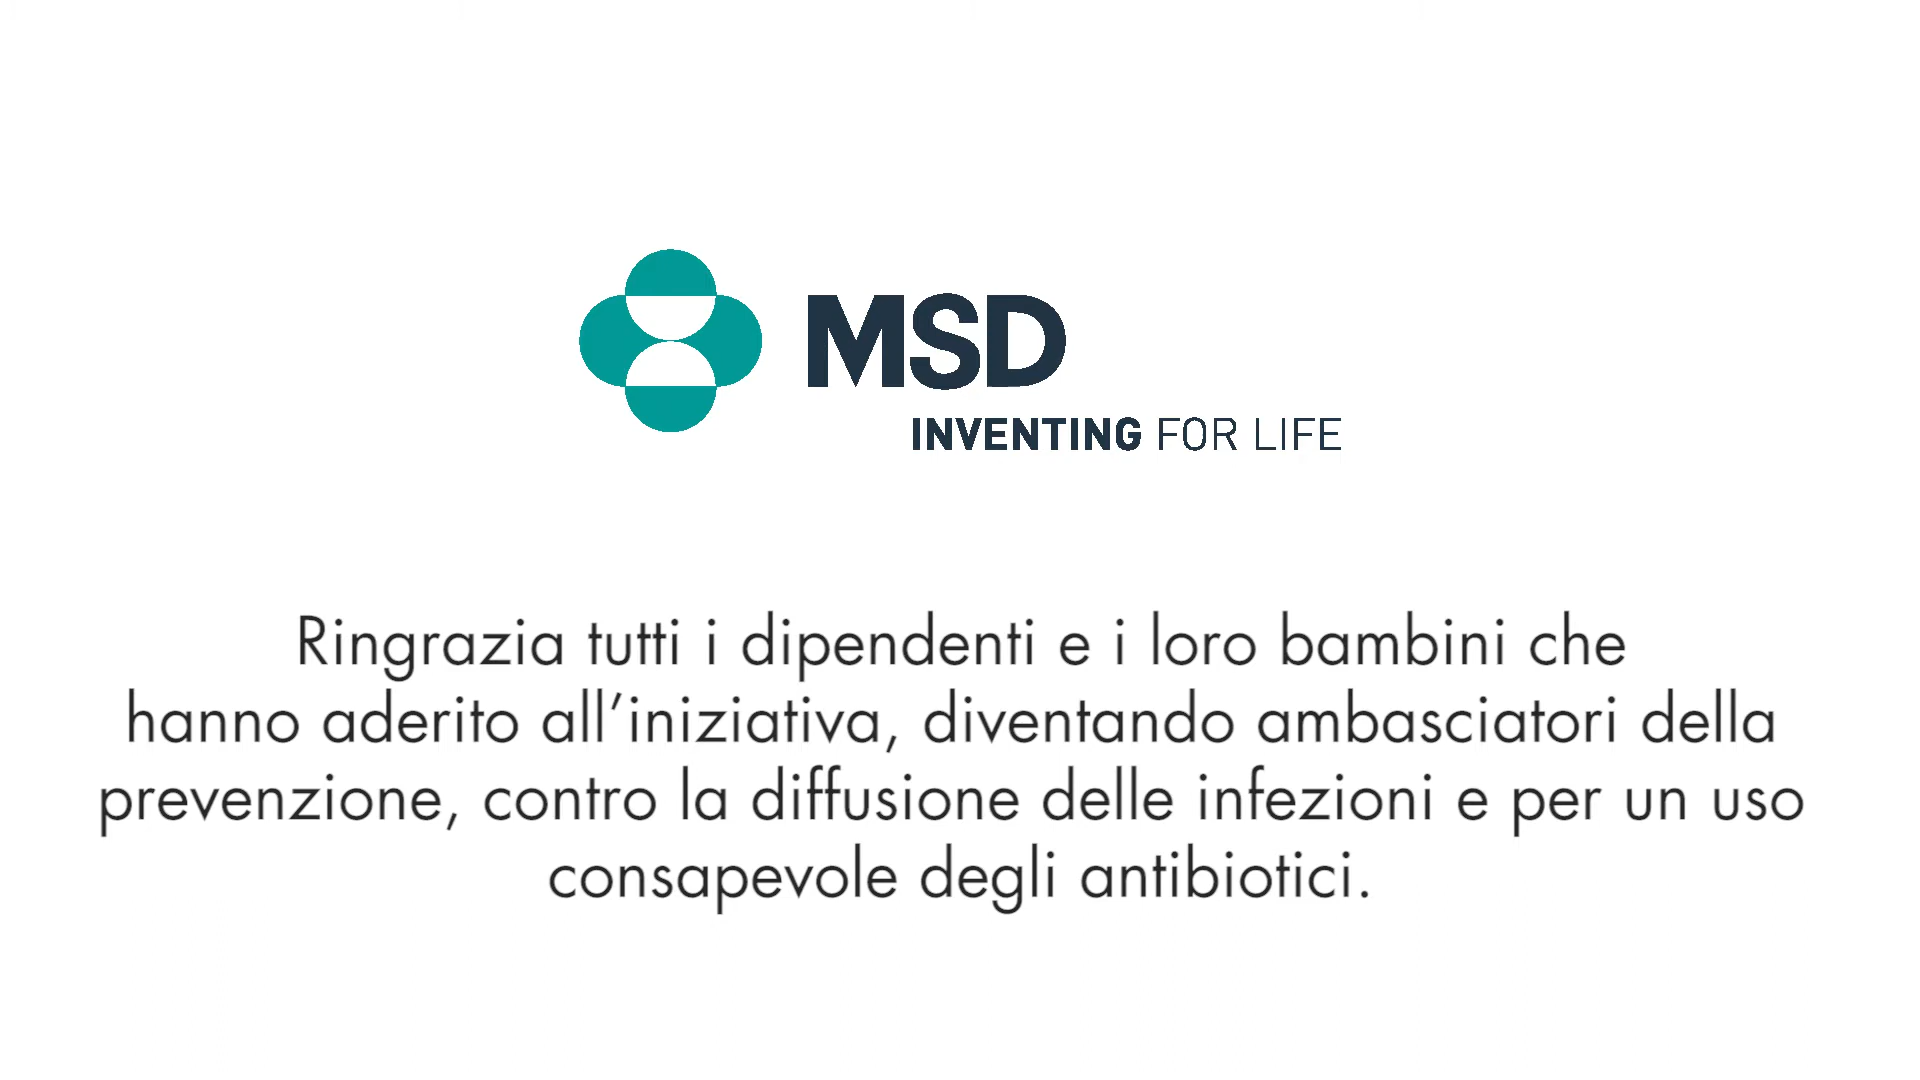 MSD
INVENTING FOR LIFE
Ringrazia tutti i dipendenti e i loro bambini che
hanno aderito all’iniziativa, diventando ambasciatori della
prevenzione, contro la diffusione delle infezioni e per un uso
consapevole degli antibiotici.